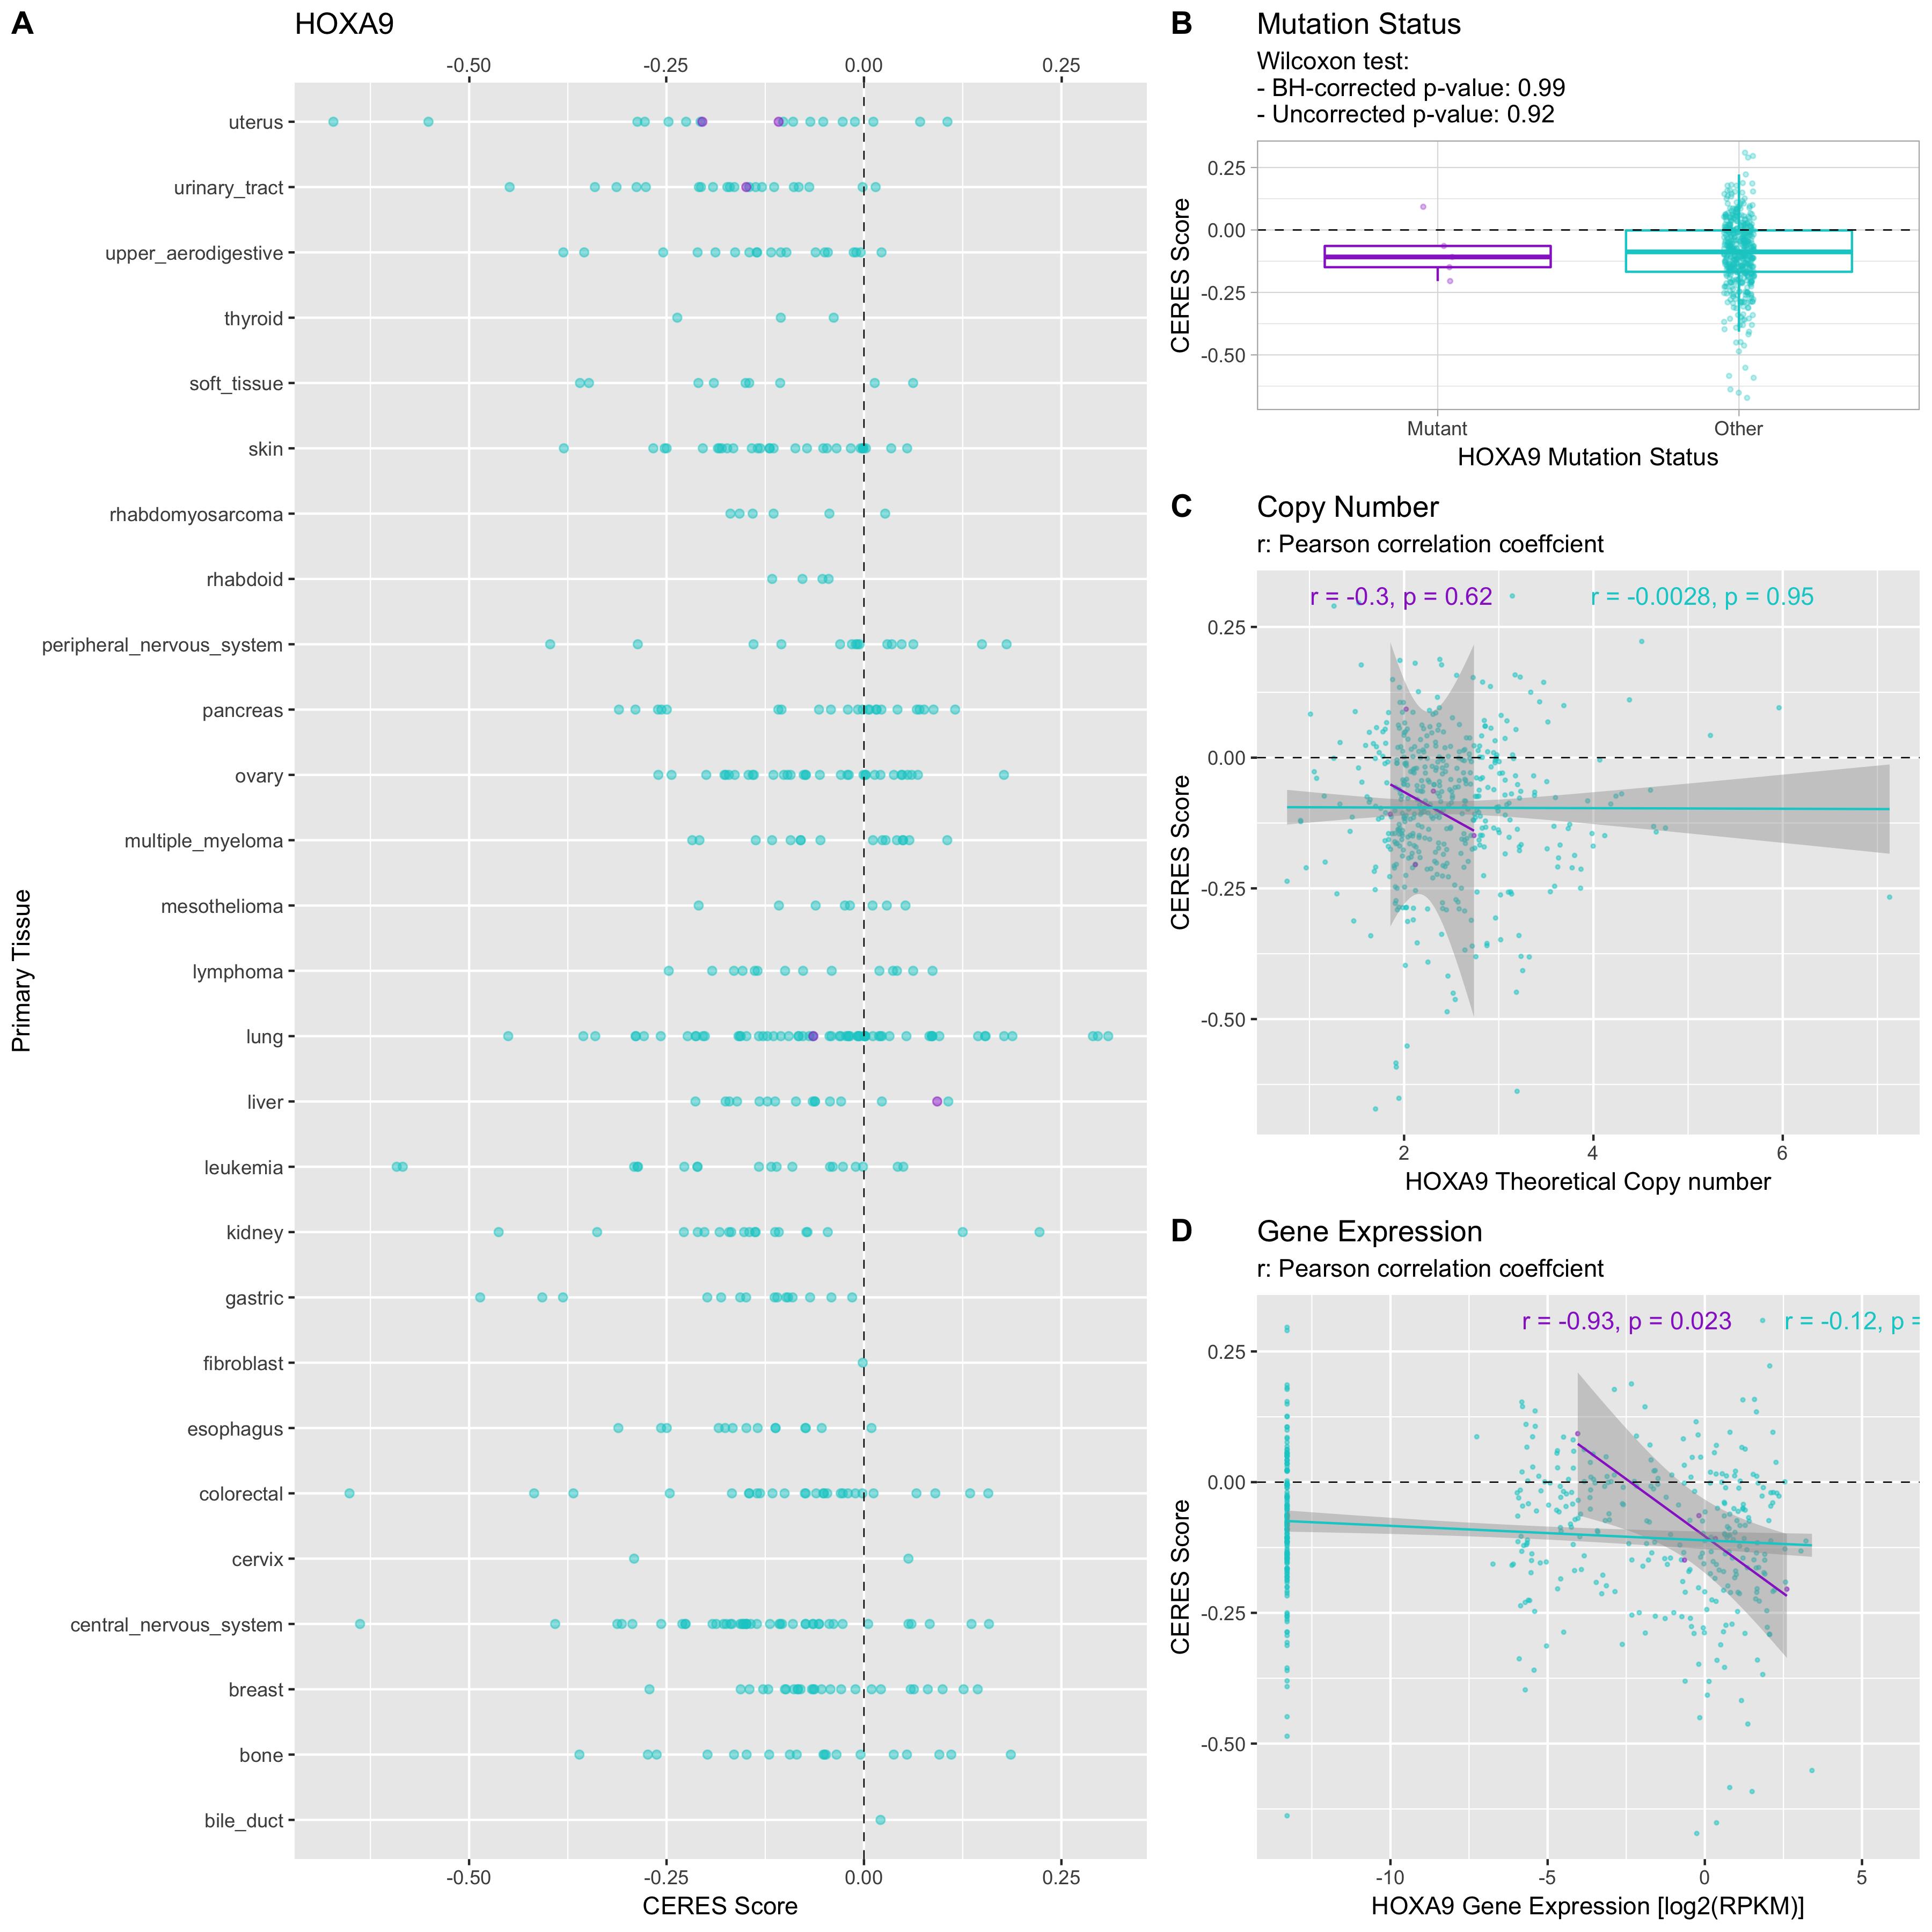 A
HOXA9
-0.50 -0.25 0.00 0.25
uterus
urinary_tract
upper_aerodigestive
thyroid
soft_tissue
skin
rhabdomyosarcoma
rhabdoid
peripheral_nervous_system
pancreas
ovary
multiple_myeloma
mesothelioma
lymphoma
lung
liver
leukemia
kidney
gastric
fibroblast
esophagus
colorectal
cervix
central_nervous_system
breast
bone
bile_duct
Primary Tissue
-0.50 -0.25 0.00 0.25
CERES Score
B
Mutation Status
Wilcoxon test:
- BH-corrected p-value: 0.99
- Uncorrected p-value: 0.92
0.25
0.00
-0.25
-0.50
CERES Score
Mutant Other
HOXA9 Mutation Status
C
Copy Number
r: Pearson correlation coeffcient
r = -0.3, p = 0.62 r = -0.0028, p = 0.95
0.25
0.00
-0.25
-0.50
CERES Score
2 4 6
HOXA9 Theoretical Copy number
D
Gene Expression
r: Pearson correlation coeffcient
r = -0.93, p = 0.023 r = -0.12, p =
0.25
0.00
-0.25
-0.50
CERES Score
-10 -5 0 5
HOXA9 Gene Expression [log2(RPKM)]